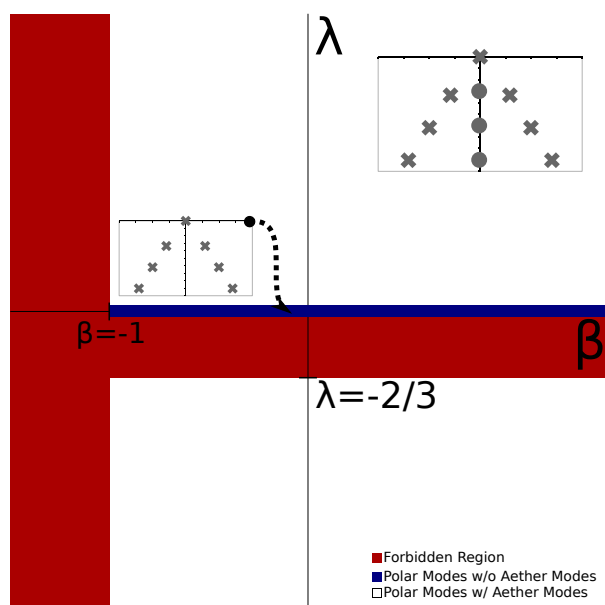 λ
β=-1
β
λ=-2/3
Forbidden Region
Polar Modes w/o Aether Modes
Polar Modes w/ Aether Modes